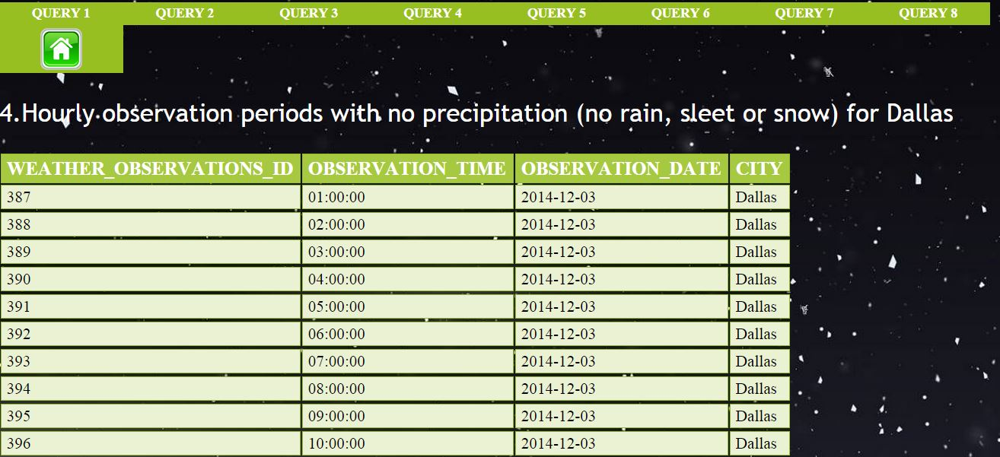 QUERY 1 QUERY 2 QUERY 3 QUERY 4 QUERY 5 QUERY 6 QUERY 7 QUERY 8
4.Hourly observation periods with no precipitation (no rain, sleet or snow) for Dallas
WEATHER_OBSERVATIONS_ID OBSERVATION_TIME OBSERVATION_DATE CITY
387 01:00:00 2014-12-03 Dallas
388 02:00:00 2014-12-03 Dallas
389 03:00:00 2014-12-03 Dallas
390 04:00:00 2014-12-03 Dallas
391 05:00:00 2014-12-03 Dallas
392 06:00:00 2014-12-03 Dallas
393 07:00:00 2014-12-03 Dallas
394 08:00:00 2014-12-03 Dallas
395 09:00:00 2014-12-03 Dallas
396 10:00:00 2014-12-03 Dallas